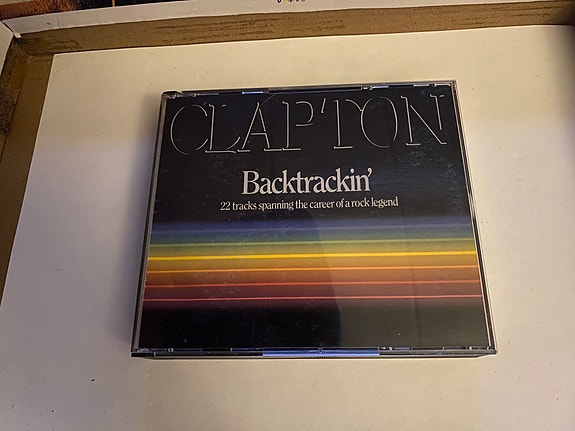 CLAPTON
Backtrackin'
22 tracks spanning the career of a rock legend